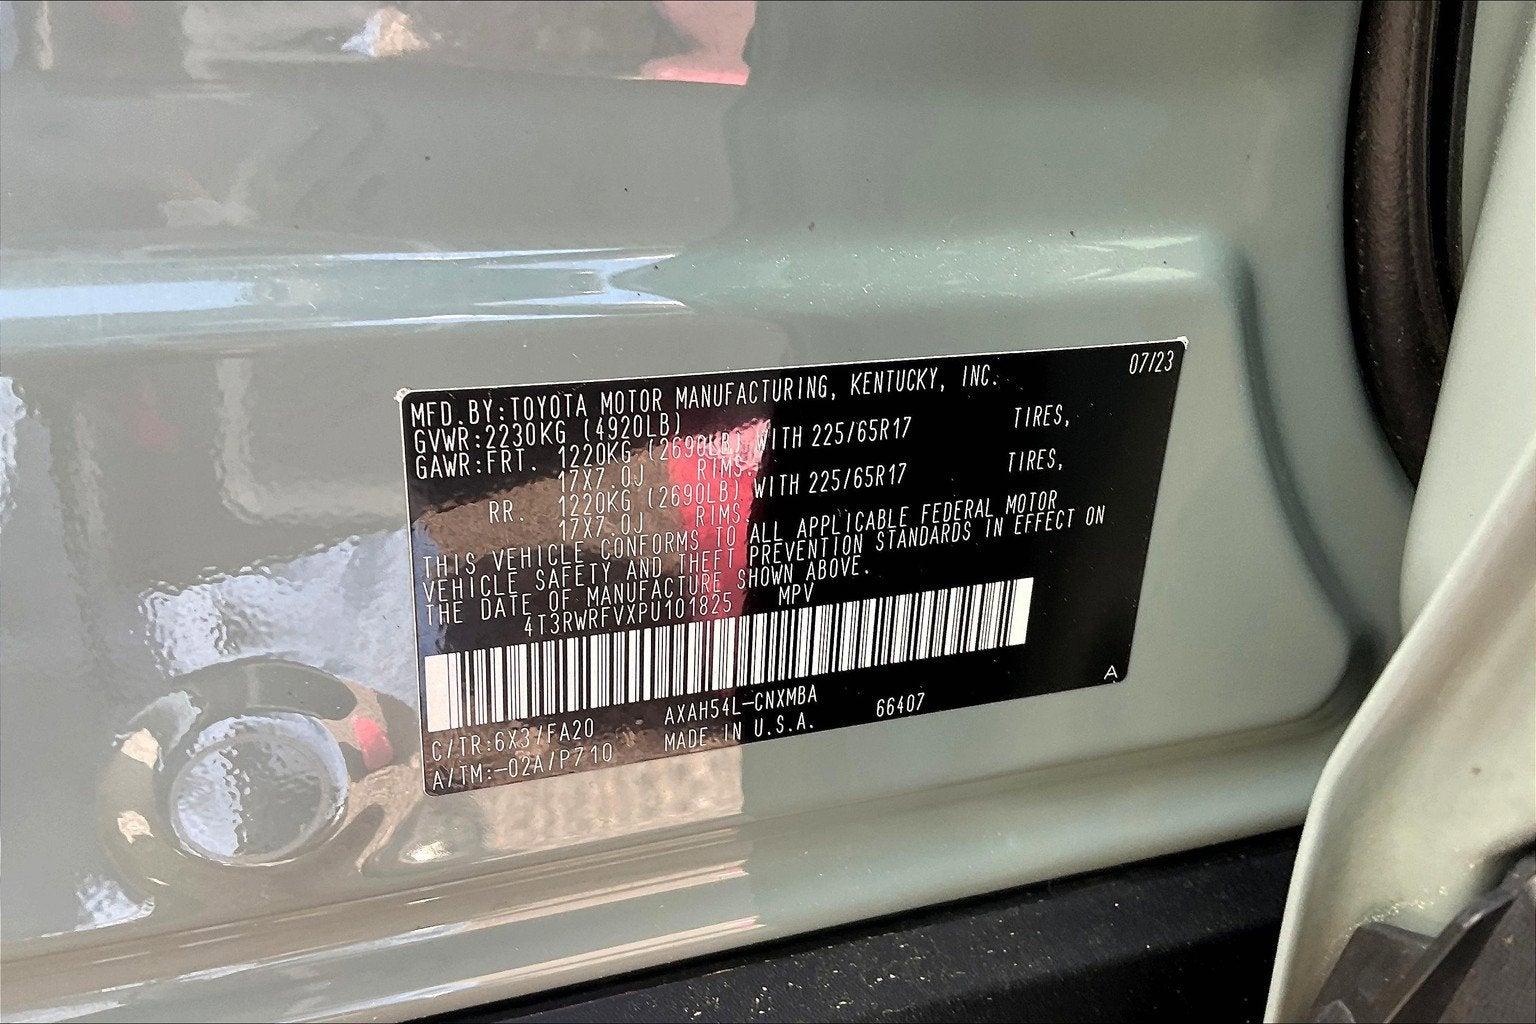 07/23
MFD.BY:TOYOTA MOTOR MANUFACTURING, KENTUCKY, INC.
GVWR:2230KG (4920LB)
GAWR:FRT. 1220KG (2690LB) WITH 225/65R17 TIRES,
17X7.0J RIMS.
RR. 1220KG (2690LB) WITH 225/65R17 TIRES,
17X7.0J RIMS.
THIS VEHICLE CONFORMS TO ALL APPLICABLE FEDERAL MOTOR
VEHICLE SAFETY AND THEFT PREVENTION STANDARDS IN EFFECT ON
THE DATE OF MANUFACTURE SHOWN ABOVE.
4T3RWRFVXPU101825 MPV
C/TR:6X3/FA20 AXAH54L-CNXMBA 66407
A/TM:-02A/P710 MADE IN U.S.A.
A